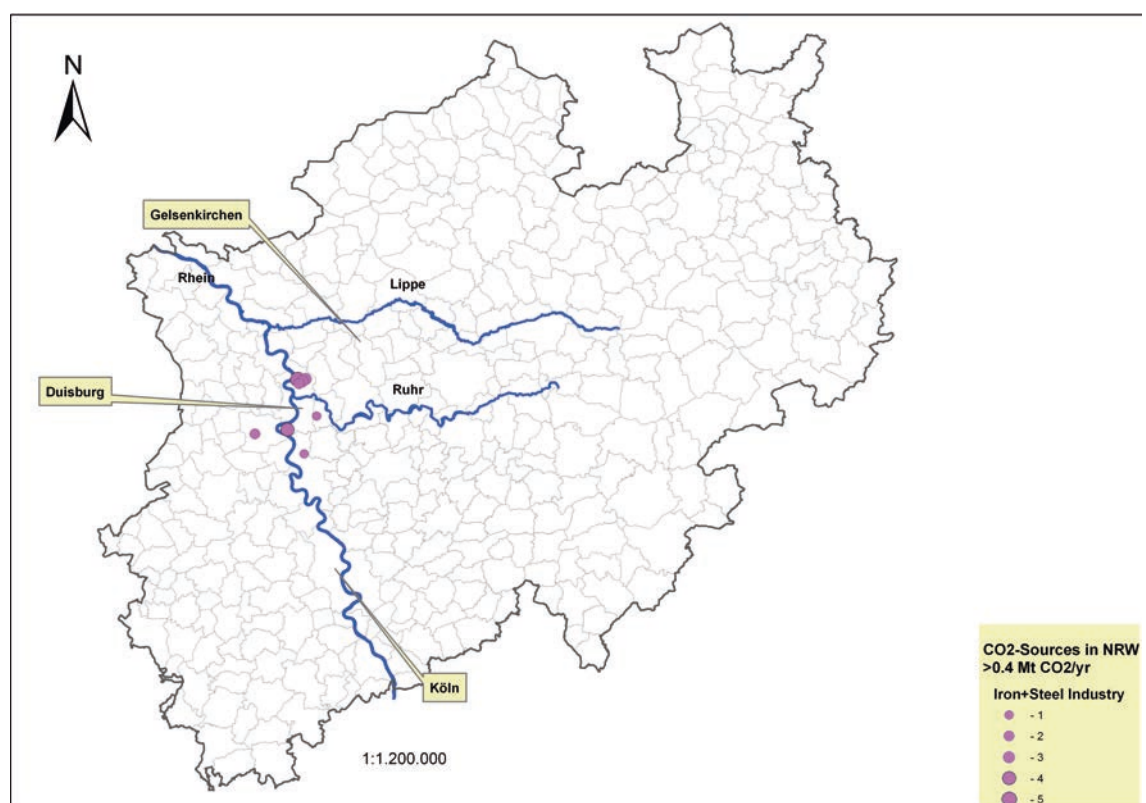 N
Gelsenkirchen
Rhein
Lippe
Duisburg
Ruhr
Köln
1:1.200.000
CO2-Sources in NRW
>0.4 Mt CO2/yr
Iron+Steel Industry
- 1
- 2
- 3
- 4
- 5